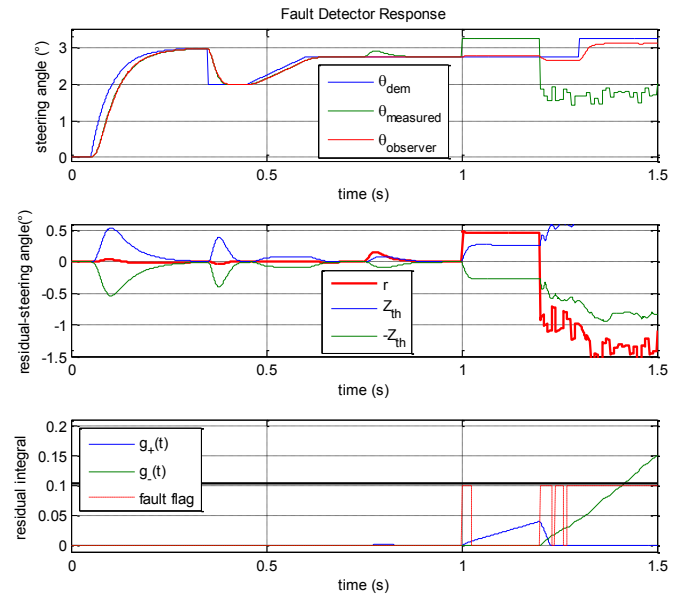 Fault Detector Response
steering angle (°)
3
2
1
0
θdem
θmeasured
θobserver
0 0.5 1 1.5
time (s)
residual-steering angle(°)
0.5
0
-0.5
-1
-1.5
r
Zth
-Zth
0 0.5 1 1.5
time (s)
residual integral
0.2
0.15
0.1
0.05
0
g+(t)
g-(t)
fault flag
0 0.5 1 1.5
time (s)